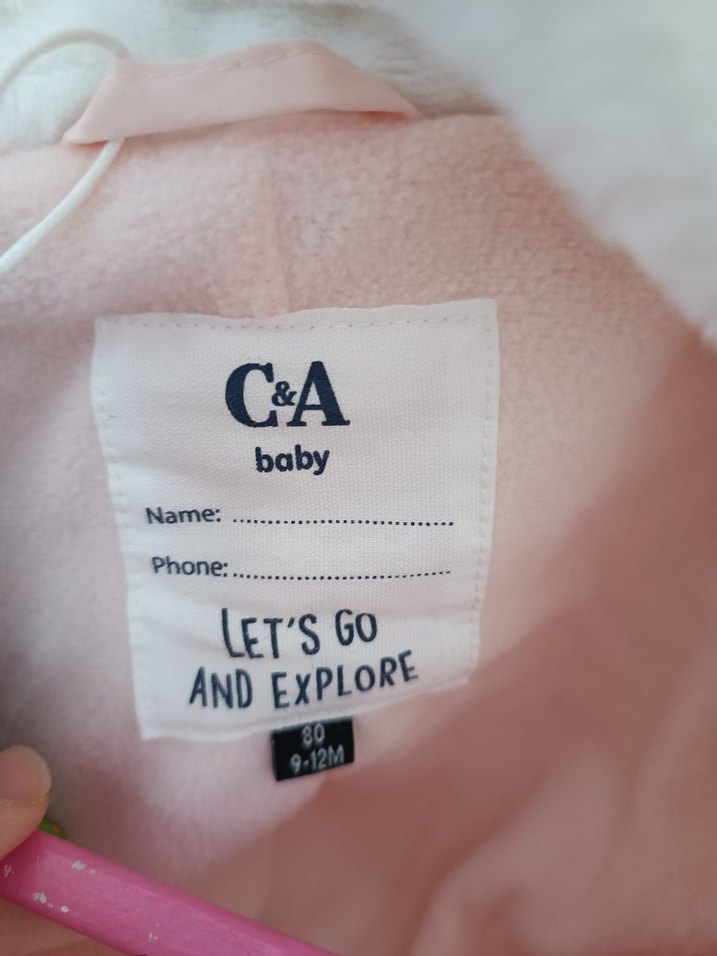 C&A
baby
Name: ........................................
Phone: ........................................
LET'S GO
AND EXPLORE
80
9-12M